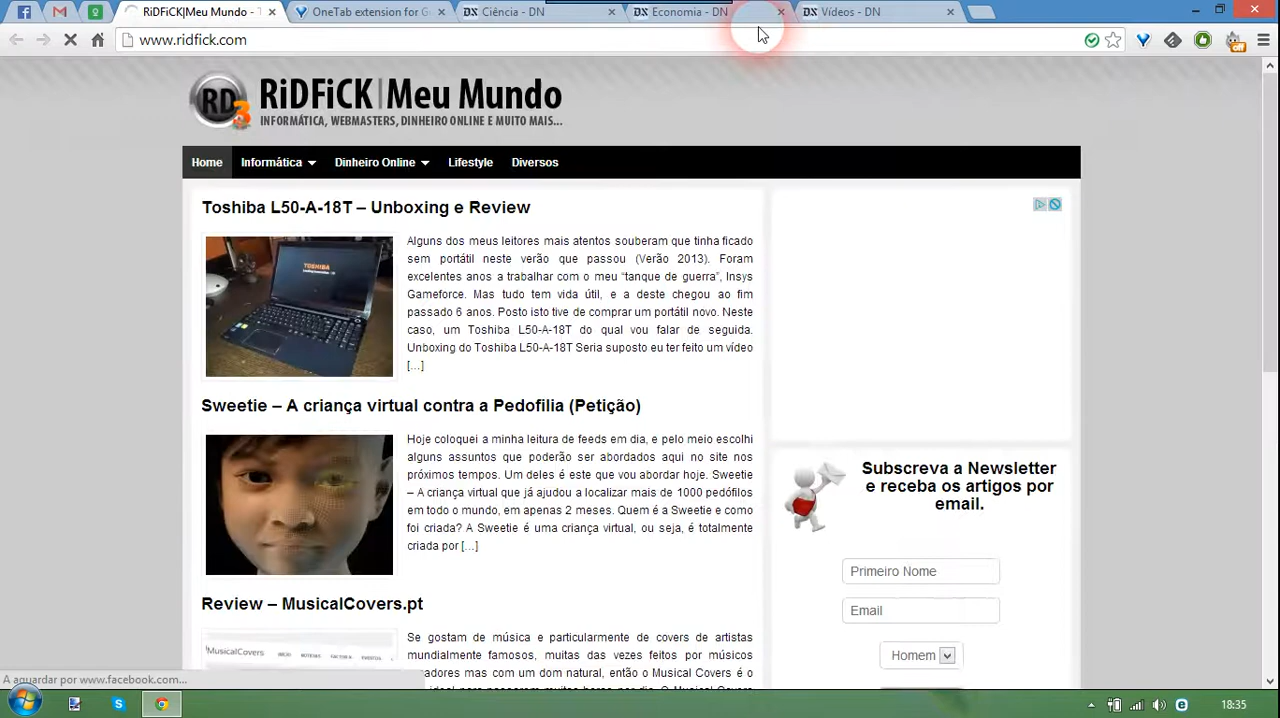 RiDFiCK|Meu Mundo - T
OneTab extension for G
Ciência - DN
Economia - DN
Vídeos - DN
www.ridfick.com
off
RD3
RiDFiCK|Meu Mundo
INFORMÁTICA, WEBMASTERS, DINHEIRO ONLINE E MUITO MAIS...
Home
Informática
Dinheiro Online
Lifestyle
Diversos
Toshiba L50-A-18T – Unboxing e Review
TOSHIBA
Alguns dos meus leitores mais atentos souberam que tinha ficado
sem portátil neste verão que passou (Verão 2013). Foram
excelentes anos a trabalhar com o meu “tanque de guerra”, Insys
Gameforce. Mas tudo tem vida útil, e a deste chegou ao fim
passado 6 anos. Posto isto tive de comprar um portátil novo. Neste
caso, um Toshiba L50-A-18T do qual vou falar de seguida.
Unboxing do Toshiba L50-A-18T Seria suposto eu ter feito um vídeo
[…]
Sweetie – A criança virtual contra a Pedofilia (Petição)
Hoje coloquei a minha leitura de feeds em dia, e pelo meio escolhi
alguns assuntos que poderão ser abordados aqui no site nos
próximos tempos. Um deles é este que vou abordar hoje. Sweetie
– A criança virtual que já ajudou a localizar mais de 1000 pedófilos
em todo o mundo, em apenas 2 meses. Quem é a Sweetie e como
foi criada? A Sweetie é uma criança virtual, ou seja, é totalmente
criada por […]
Review – MusicalCovers.pt
MusicalCovers
INÍCIO
NOTÍCIAS
EVENTOS
Se gostam de música e particularmente de covers de artistas
mundialmente famosos, muitas das vezes feitos por músicos
adores mas com um dom natural, então o Musical Covers é o
Subscreva a Newsletter
e receba os artigos por
email.
Primeiro Nome
Email
Homem
A aguardar por www.facebook.com...
18:35